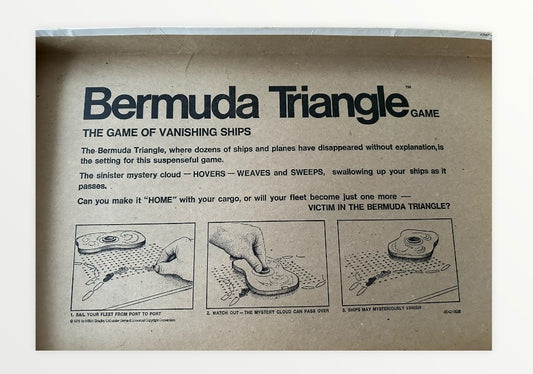 Bermuda Triangle™ GAME
THE GAME OF VANISHING SHIPS
The Bermuda Triangle, where dozens of ships and planes have disappeared without explanation, is
the setting for this suspenseful game.
The sinister mystery cloud — HOVERS — WEAVES and SWEEPS, swallowing up your ships as it
passes.
Can you make it "HOME" with your cargo, or will your fleet become just one more —
VICTIM IN THE BERMUDA TRIANGLE?
1. SAIL YOUR FLEET FROM PORT TO PORT
2. WATCH OUT – THE MYSTERY CLOUD CAN PASS OVER
3. SHIPS MAY MYSTERIOUSLY VANISH
Copyright Convention